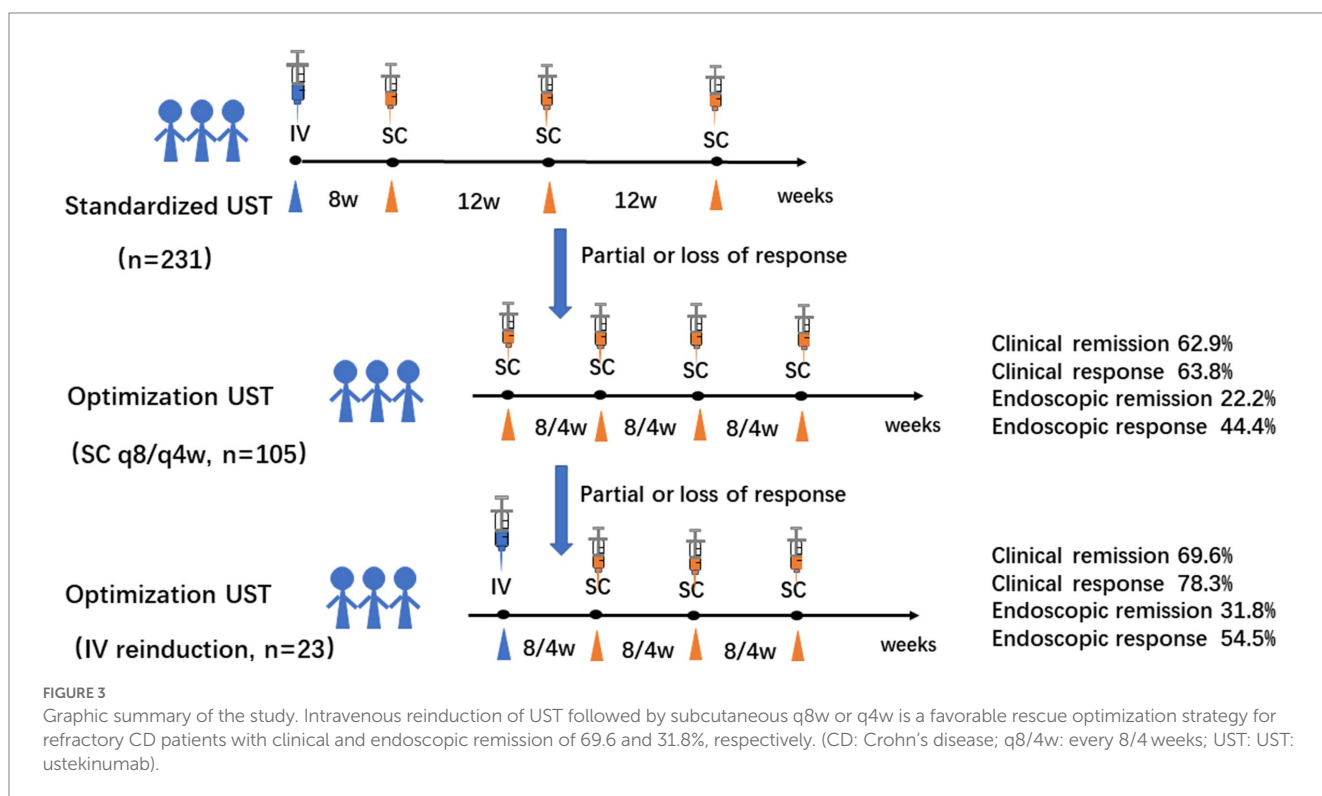 IV SC SC SC
8w 12w 12w weeks
Standardized UST
(n=231)
Partial or loss of response
SC SC SC SC
Optimization UST
8/4w 8/4w 8/4w weeks
(SC q8/q4w, n=105)
Clinical remission 62.9%
Clinical response 63.8%
Endoscopic remission 22.2%
Endoscopic response 44.4%
Partial or loss of response
IV SC SC SC
Optimization UST
8/4w 8/4w 8/4w weeks
(IV reinduction, n=23)
Clinical remission 69.6%
Clinical response 78.3%
Endoscopic remission 31.8%
Endoscopic response 54.5%
FIGURE 3
Graphic summary of the study. Intravenous reinduction of UST followed by subcutaneous q8w or q4w is a favorable rescue optimization strategy for
refractory CD patients with clinical and endoscopic remission of 69.6 and 31.8%, respectively. (CD: Crohn's disease; q8/4w: every 8/4 weeks; UST: UST:
ustekinumab).